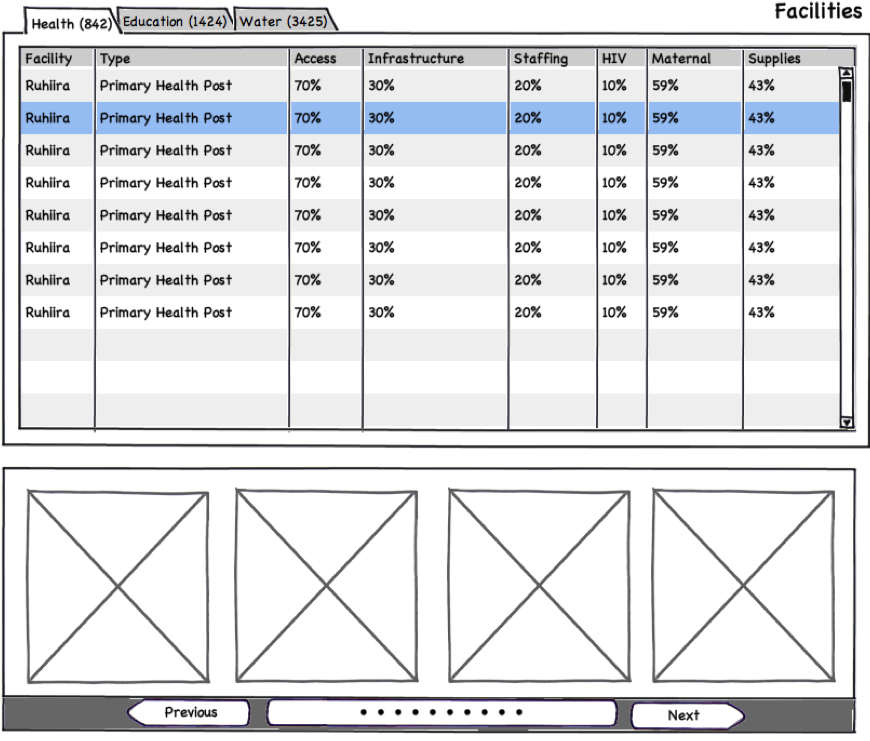 Facilities
Health (842) Education (1424) Water (3425)
Facility Type Access Infrastructure Staffing HIV Maternal Supplies
Ruhiira Primary Health Post 70% 30% 20% 10% 59% 43%
Ruhiira Primary Health Post 70% 30% 20% 10% 59% 43%
Ruhiira Primary Health Post 70% 30% 20% 10% 59% 43%
Ruhiira Primary Health Post 70% 30% 20% 10% 59% 43%
Ruhiira Primary Health Post 70% 30% 20% 10% 59% 43%
Ruhiira Primary Health Post 70% 30% 20% 10% 59% 43%
Ruhiira Primary Health Post 70% 30% 20% 10% 59% 43%
Ruhiira Primary Health Post 70% 30% 20% 10% 59% 43%
Previous Next